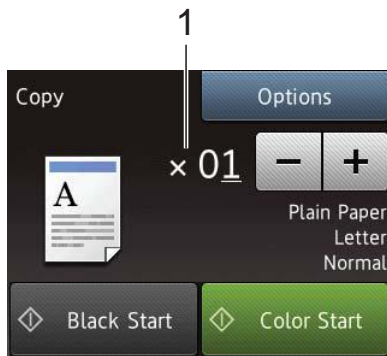 1
Copy
Options
× 01
− +
A
Plain Paper
Letter
Normal
Black Start
Color Start